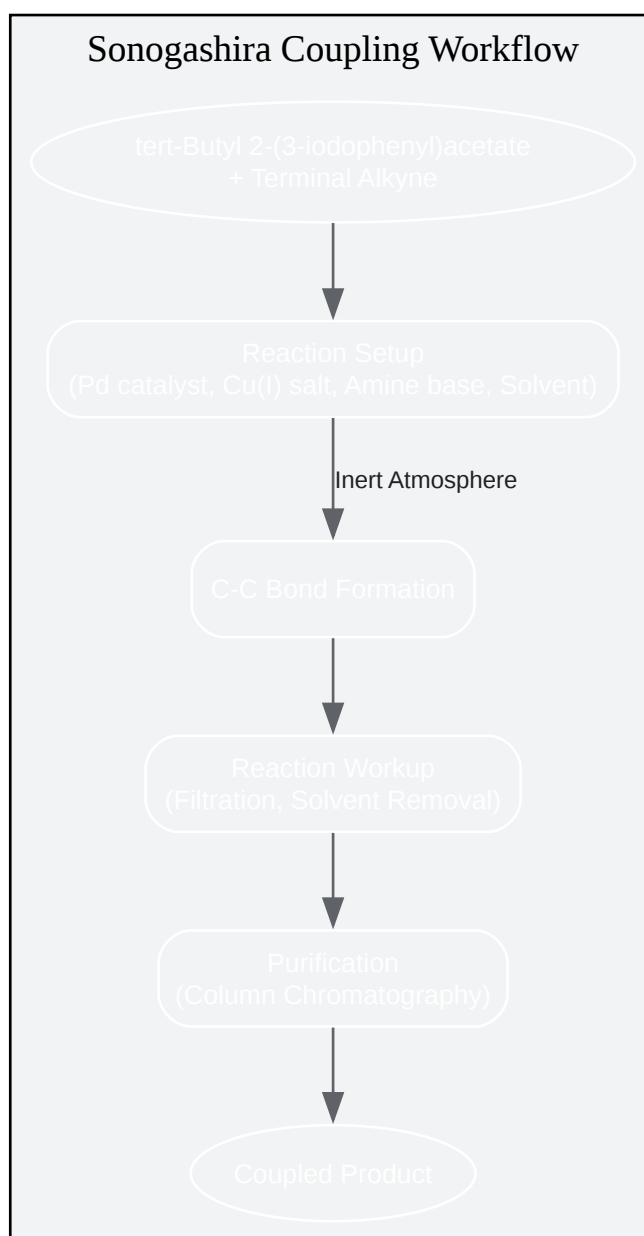 Sonogashira Coupling Workflow
tert-Butyl 2-(3-iodophenyl)acetate
+ Terminal Alkyne
Reaction Setup
(Pd catalyst, Cu(I) salt, Amine base, Solvent)
Inert Atmosphere
C-C Bond Formation
Reaction Workup
(Filtration, Solvent Removal)
Purification
(Column Chromatography)
Coupled Product